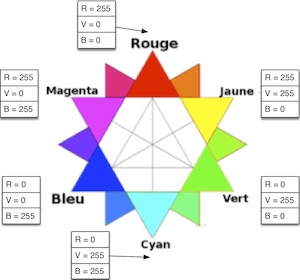 R = 255
V = 0
B = 0
Rouge
R = 255
V = 0
B = 255
Magenta
Jaune
R = 255
V = 255
B = 0
R = 0
V = 0
B = 255
Bleu
Vert
R = 0
V = 255
B = 0
Cyan
R = 0
V = 255
B = 255